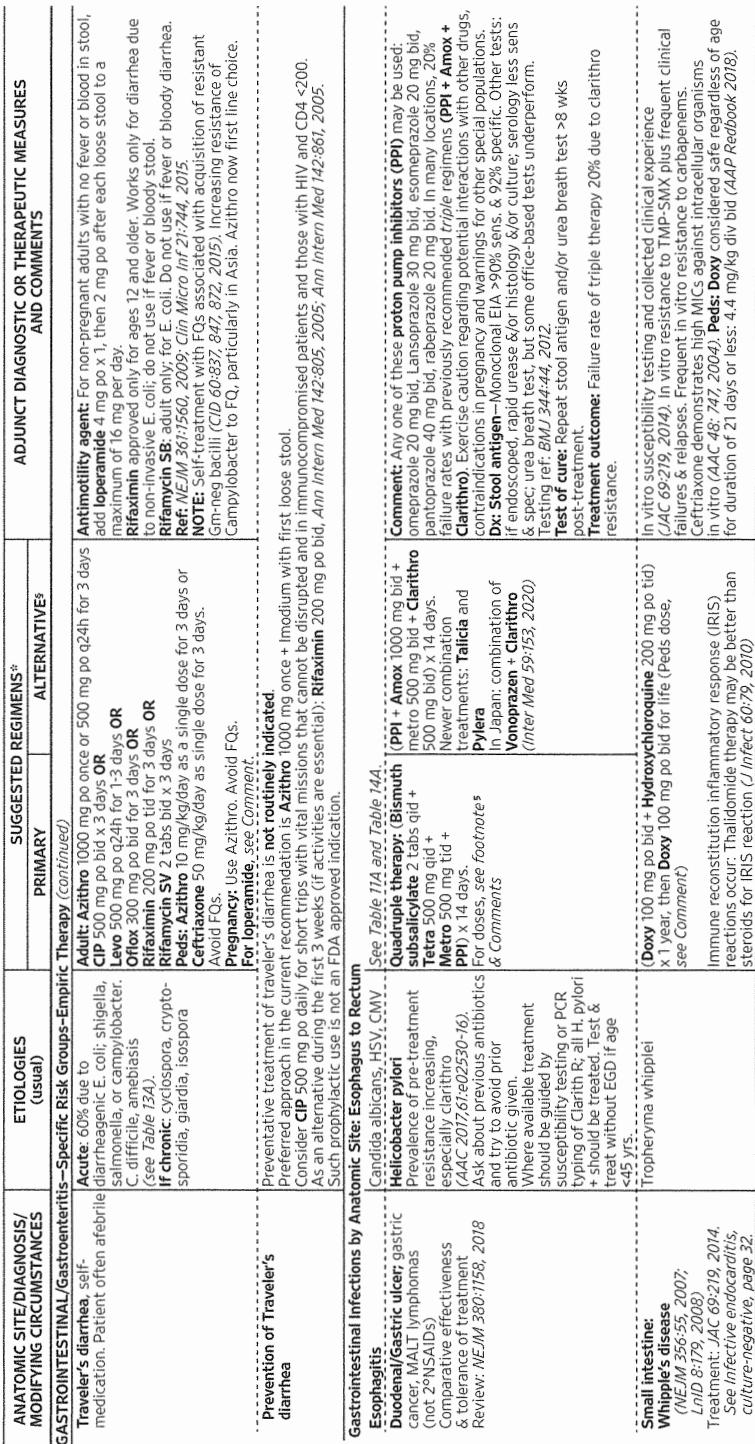 ANATOMIC SITE/DIAGNOSIS/
MODIFYING CIRCUMSTANCES
ETIOLOGIES
(usual)
SUGGESTED REGIMENS*
PRIMARY
ALTERNATIVE§
ADJUNCT DIAGNOSTIC OR THERAPEUTIC MEASURES
AND COMMENTS
GASTROINTESTINAL/Gastroenteritis—Specific Risk Groups–Empiric Therapy (continued)
Traveler's diarrhea, self-
medication. Patient often afebrile
Acute: 60% due to
diarrheagenic E. coli; shigella,
salmonella, or campylobacter.
C. difficile, amebiasis
(see Table 13A).
If chronic: cyclospora, crypto-
sporidia, giardia, isospora
Adult: Azithro 1000 mg po once or 500 mg po q24h for 3 days
CIP 500 mg po bid x 3 days OR
Levo 500 mg po q24h for 1-3 days OR
Oflox 300 mg po bid for 3 days OR
Rifaximin 200 mg po tid for 3 days OR
Rifamycin SV 2 tabs bid x 3 days
Peds: Azithro 10 mg/kg/day as a single dose for 3 days or
Ceftriaxone 50 mg/kg/day as single dose for 3 days.
Avoid FQs.
Pregnancy: Use Azithro. Avoid FQs.
For loperamide, see Comment.
Antimotility agent: For non-pregnant adults with no fever or blood in stool,
add loperamide 4 mg po x 1, then 2 mg po after each loose stool to a
maximum of 16 mg per day.
Rifaximin approved only for ages 12 and older. Works only for diarrhea due
to non-invasive E. coli; do not use if fever or bloody stool.
Rifamycin SB: adult only; for E. coli. Do not use if fever or bloody diarrhea.
Ref: NEJM 361:1560, 2009; Clin Micro Inf 21:744, 2015.
NOTE: Self-treatment with FQs associated with acquisition of resistant
Gm-neg bacilli (CID 60:837, 847, 872, 2015). Increasing resistance of
Campylobacter to FQ, particularly in Asia. Azithro now first line choice.
Prevention of Traveler's
diarrhea
Preventative treatment of traveler's diarrhea is not routinely indicated.
Preferred approach in the current recommendation is Azithro 1000 mg once + Imodium with first loose stool.
Consider CIP 500 mg po daily for short trips with vital missions that cannot be disrupted and in immunocompromised patients and those with HIV and CD4 <200.
As an alternative during the first 3 weeks (if activities are essential): Rifaximin 200 mg po bid, Ann Intern Med 142:805, 2005; Ann Intern Med 142:861, 2005.
Such prophylactic use is not an FDA approved indication.
Gastrointestinal Infections by Anatomic Site: Esophagus to Rectum
Esophagitis
Candida albicans, HSV, CMV
See Table 11A and Table 14A.
Duodenal/Gastric ulcer; gastric
cancer, MALT lymphomas
(not 2°NSAIDs)
Comparative effectiveness
& tolerance of treatment
Review: NEJM 380:1158, 2018
Helicobacter pylori
Prevalence of pre-treatment
resistance increasing,
especially clarithro
(AAC 2017,61:e02530-76).
Ask about previous antibiotics
and try to avoid prior
antibiotic given.
Where available treatment
should be guided by
susceptibility testing or PCR
typing of Clarith R; all H. pylori
+ should be treated. Test &
treat without EGD if age
<45 yrs.
Quadruple therapy: (Bismuth
subsalicylate 2 tabs qid +
Tetra 500 mg qid +
Metro 500 mg tid +
PPI) x 14 days.
For doses, see footnote⁵
& Comments
(PPI + Amox 1000 mg bid +
metro 500 mg bid + Clarithro
500 mg bid) x 14 days.
Newer combination
treatments: Talicia and
Pylera
In Japan: combination of
Vonoprazen + Clarithro
(Inter Med 59:153, 2020)
Comment: Any one of these proton pump inhibitors (PPI) may be used:
omeprazole 20 mg bid, Lansoprazole 30 mg bid, esomeprazole 20 mg bid,
pantoprazole 40 mg bid, rabeprazole 20 mg bid. In many locations, 20%
failure rates with previously recommended triple regimens (PPI + Amox +
Clarithro). Exercise caution regarding potential interactions with other drugs,
contraindications in pregnancy and warnings for other special populations.
Dx: Stool antigen—Monoclonal EIA >90% sens. & 92% specific. Other tests:
if endoscoped, rapid urease &/or histology &/or culture; serology less sens
& spec; urea breath test, but some office-based tests underperform.
Testing ref: BMJ 344:44, 2012.
Test of cure: Repeat stool antigen and/or urea breath test >8 wks
post-treatment.
Treatment outcome: Failure rate of triple therapy 20% due to clarithro
resistance.
Small intestine:
Whipple's disease
(NEJM 356:55, 2007;
LnID 8:179, 2008)
Treatment: JAC 69:219, 2014.
See Infective endocarditis,
culture-negative, page 32.
Tropheryma whipplei
(Doxy 100 mg po bid + Hydroxychloroquine 200 mg po tid)
x 1 year, then Doxy 100 mg po bid for life (Peds dose,
see Comment)
Immune reconstitution inflammatory response (IRIS)
reactions occur: Thalidomide therapy may be better than
steroids for IRIS reaction (J Infect 60:79, 2010)
In vitro susceptibility testing and collected clinical experience
(JAC 69:219, 2014). In vitro resistance to TMP-SMX plus frequent clinical
failures & relapses. Frequent in vitro resistance to carbapenems.
Ceftriaxone demonstrates high MICs against intracellular organisms
in vitro (AAC 48: 747, 2004). Peds: Doxy considered safe regardless of age
for duration of 21 days or less: 4.4 mg/kg div bid (AAP Redbook 2018).